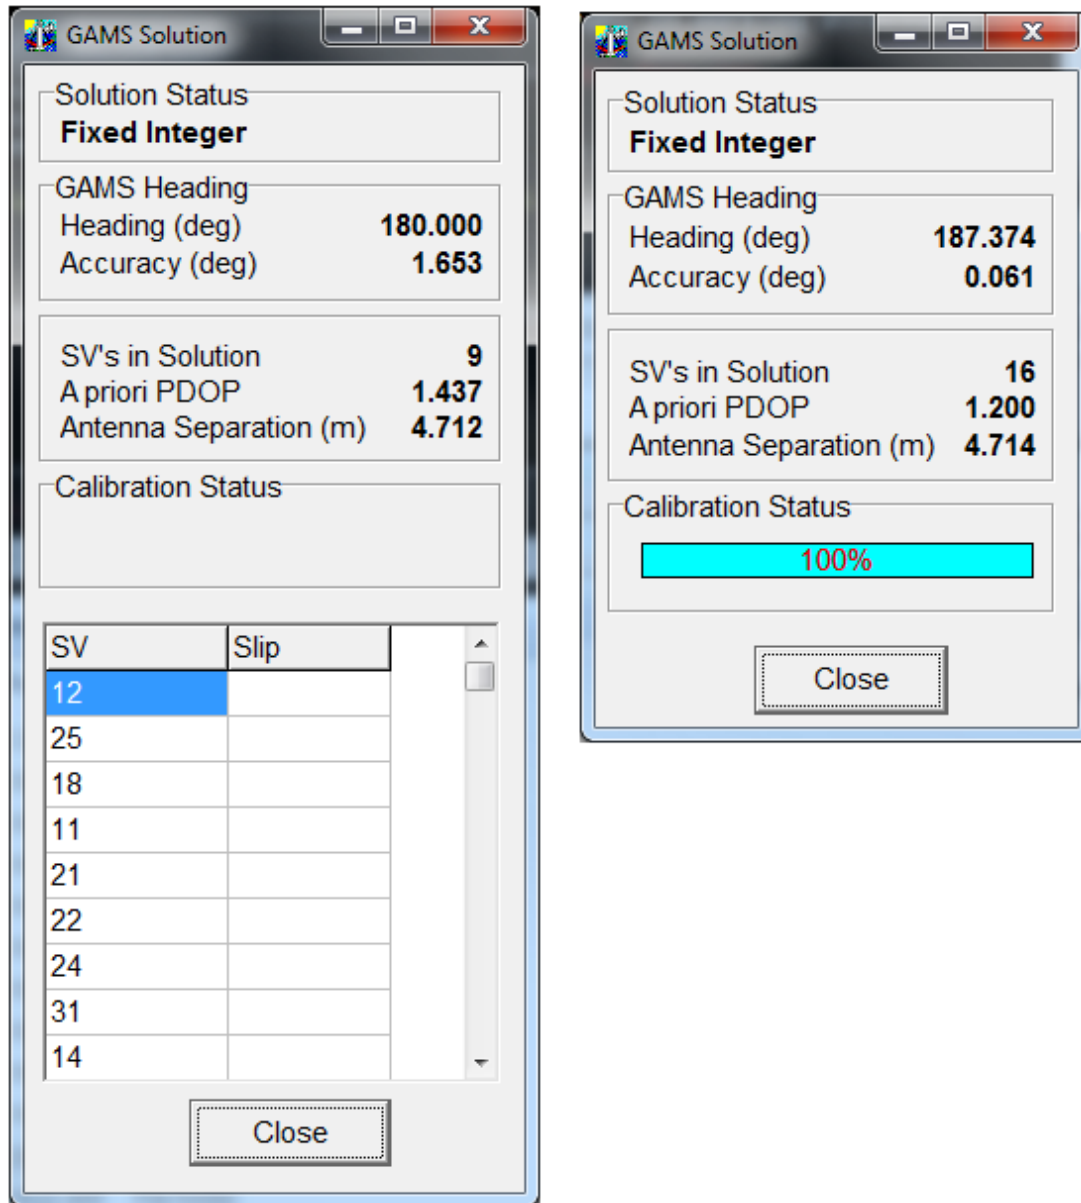 GAMS Solution
Solution Status
Fixed Integer
GAMS Heading
Heading (deg) 180.000
Accuracy (deg) 1.653
SV's in Solution 9
A priori PDOP 1.437
Antenna Separation (m) 4.712
Calibration Status
SV Slip
12
25
18
11
21
22
24
31
14
Close
GAMS Solution
Solution Status
Fixed Integer
GAMS Heading
Heading (deg) 187.374
Accuracy (deg) 0.061
SV's in Solution 16
A priori PDOP 1.200
Antenna Separation (m) 4.714
Calibration Status
100%
Close